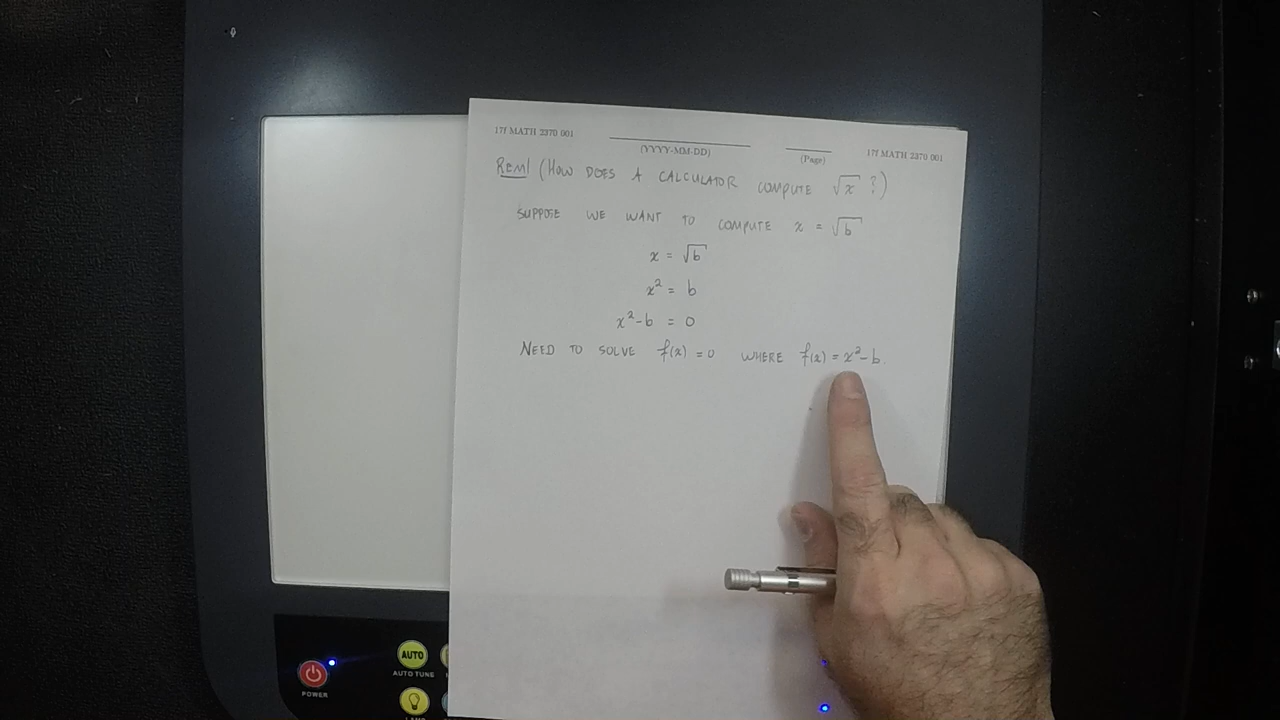 17f MATH 2370 001
(YYYY-MM-DD)
(Page)
17f MATH 2370 001
REM! (HOW DOES A CALCULATOR COMPUTE √x ?)
SUPPOSE WE WANT TO COMPUTE x = √b
x = √b
x² = b
x²-b = 0
NEED TO SOLVE f(x) = 0 WHERE f(x) = x²-b.
AUTO
AUTO TUNE
POWER